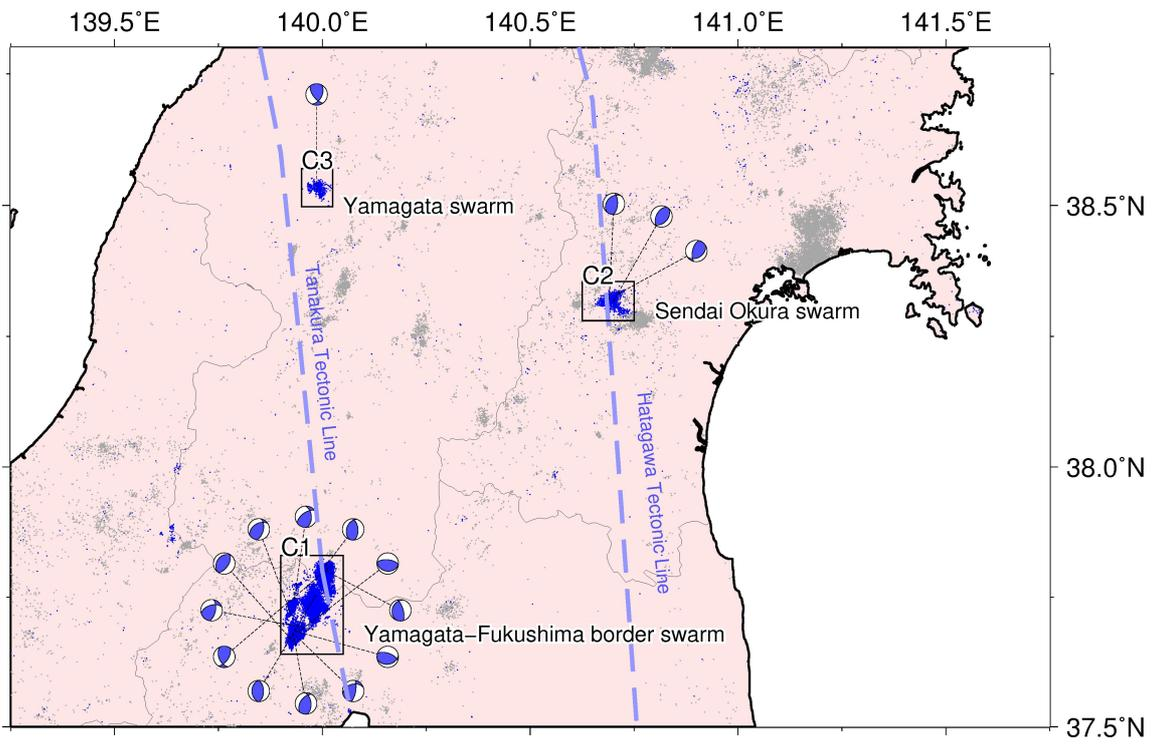 139.5˚E 140.0˚E 140.5˚E 141.0˚E 141.5˚E
C3
Yamagata swarm
38.5˚N
C2
Sendai Okura swarm
Tanakura Tectonic Line
Hatagawa Tectonic Line
38.0˚N
C1
Yamagata−Fukushima border swarm
37.5˚N